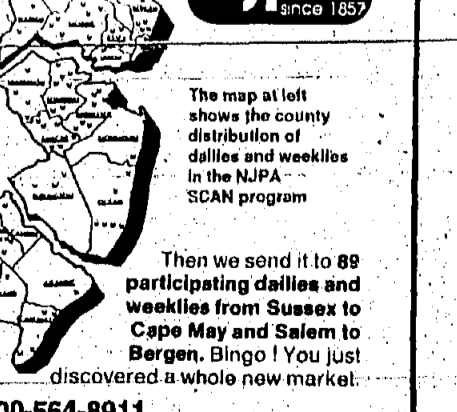 since 1857
The map at left
shows the county
distribution of
dailies and weeklies
in the NJPA
SCAN program
Then we send it to 89
participating dailies and
weeklies from Sussex to
Cape May and Salem to
Bergen. Bingo ! You just
discovered a whole new market.
00-564-8911